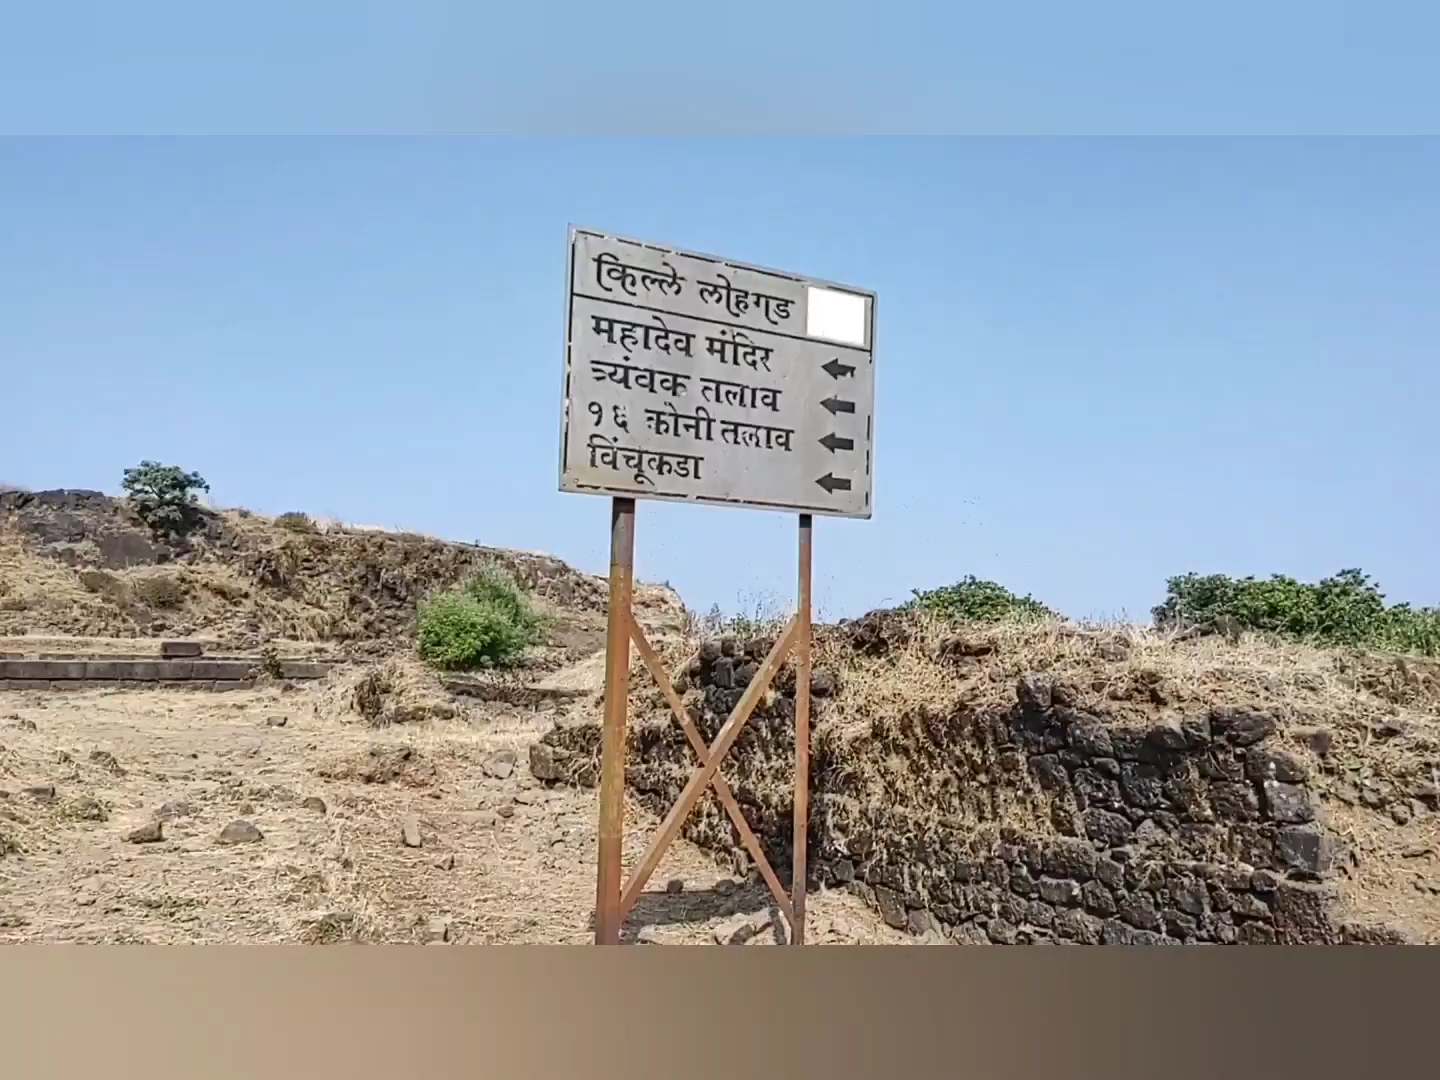 किल्ले लोहगड
महादेव मंदिर
त्र्यंबक तलाव
१६ कोनी तलाव
विंचूकडा